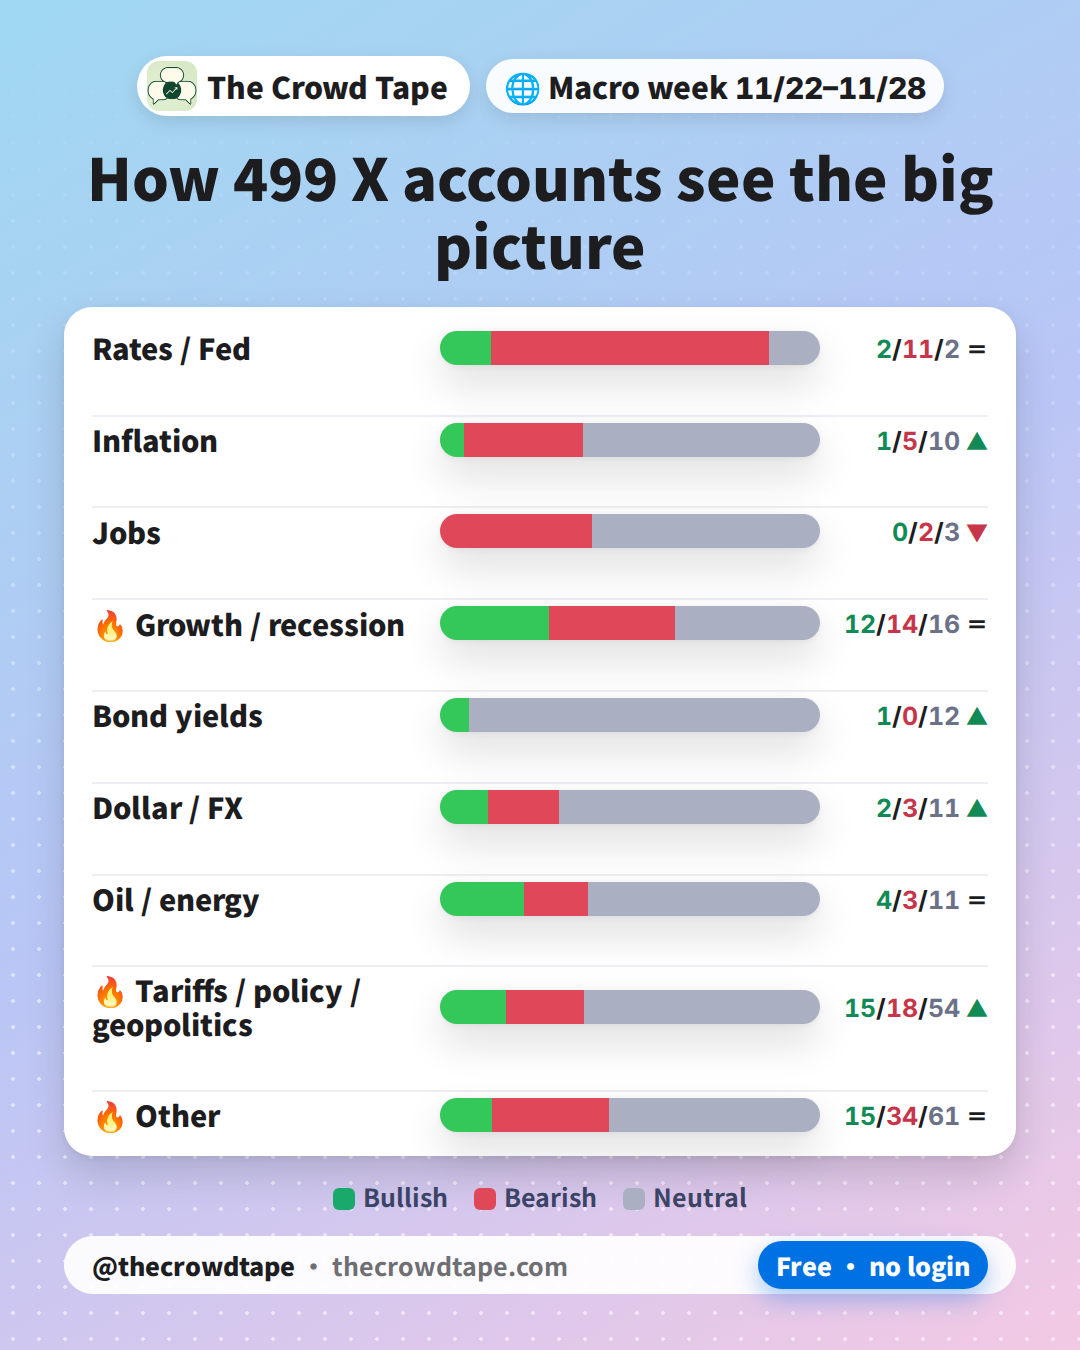 The Crowd Tape
🌐 Macro week 11/22–11/28
How 499 X accounts see the big
picture
Rates / Fed 2/11/2 =
Inflation 1/5/10 ▲
Jobs 0/2/3 ▼
🔥 Growth / recession 12/14/16 =
Bond yields 1/0/12 ▲
Dollar / FX 2/3/11 ▲
Oil / energy 4/3/11 =
🔥 Tariffs / policy /
geopolitics 15/18/54 ▲
🔥 Other 15/34/61 =
Bullish Bearish Neutral
@thecrowdtape • thecrowdtape.com Free • no login